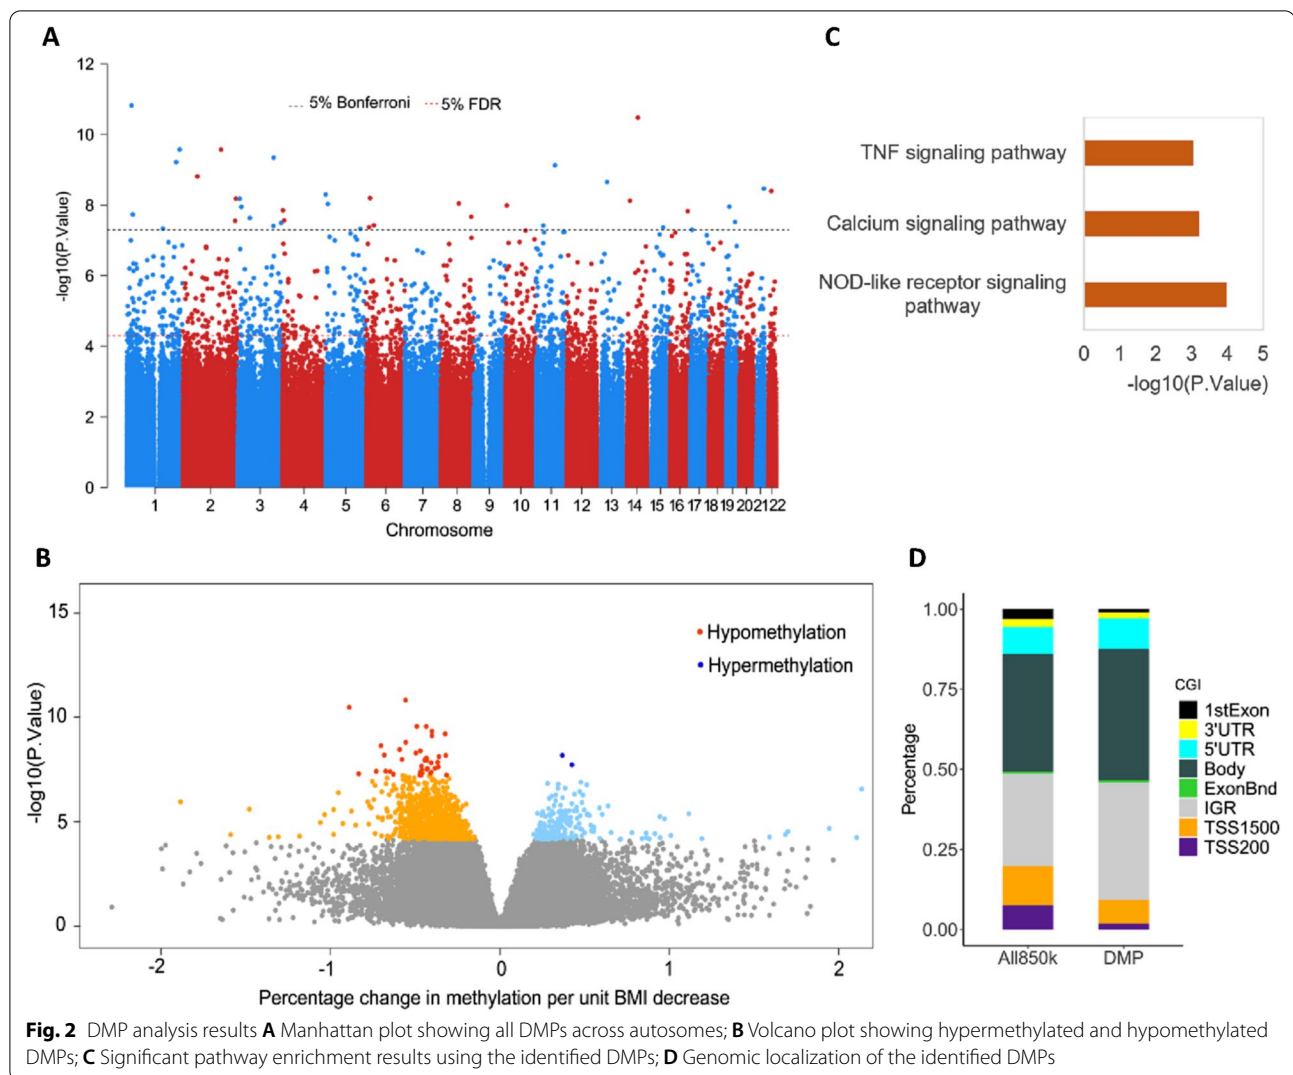 A
12
10
8
6
4
2
0
-log10(P.Value)
5% Bonferroni
5% FDR
1 2 3 4 5 6 7 8 9 10 11 12 13 14 15 16 17 18 19 20 21 22
Chromosome
C
TNF signaling pathway
Calcium signaling pathway
NOD-like receptor signaling
pathway
0 1 2 3 4 5
-log10(P.Value)
B
15
10
5
0
-log10(P.Value)
Hypomethylation
Hypermethylation
-2 -1 0 1 2
Percentage change in methylation per unit BMI decrease
D
1.00
0.75
0.50
0.25
0.00
Percentage
All850k DMP
CGI
1stExon
3'UTR
5'UTR
Body
ExonBnd
IGR
TSS1500
TSS200
Fig. 2 DMP analysis results A Manhattan plot showing all DMPs across autosomes; B Volcano plot showing hypermethylated and hypomethylated
DMPs; C Significant pathway enrichment results using the identified DMPs; D Genomic localization of the identified DMPs